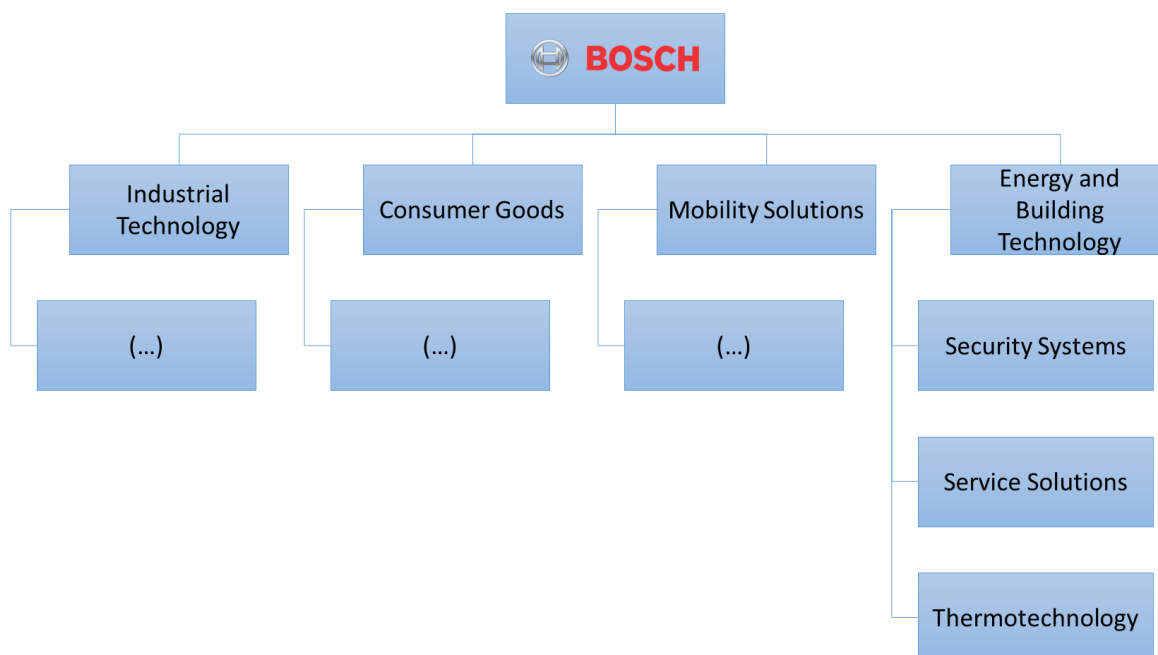 BOSCH
Industrial
Technology
Consumer Goods
Mobility Solutions
Energy and
Building
Technology
(...)
(...)
(...)
Security Systems
Service Solutions
Thermotechnology